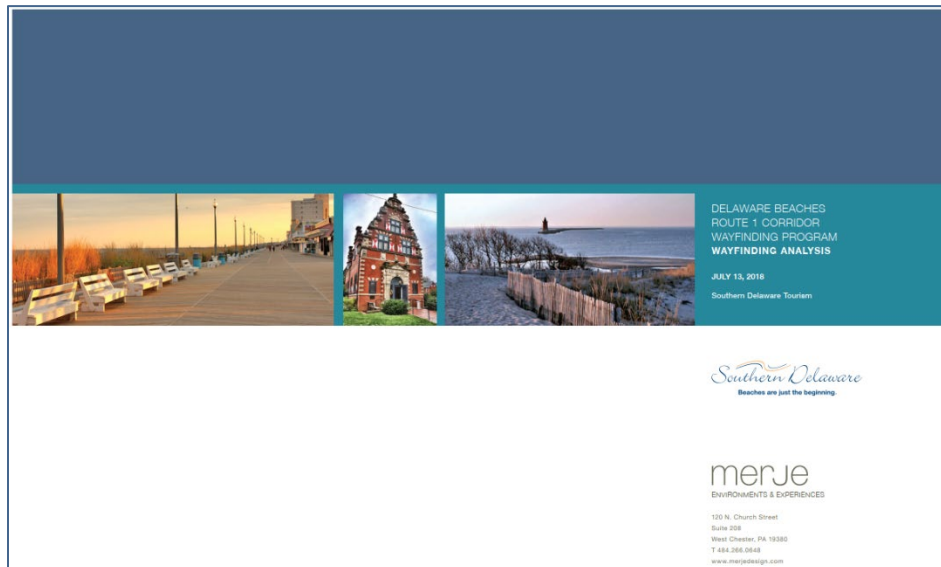 DELAWARE BEACHES
ROUTE 1 CORRIDOR
WAYFINDING PROGRAM
WAYFINDING ANALYSIS
JULY 13, 2018
Southern Delaware Tourism
Southern Delaware
Beaches are just the beginning.
merje
ENVIRONMENTS & EXPERIENCES
120 N. Church Street
Suite 208
West Chester, PA 19380
T 484.266.0648
www.merjedesign.com